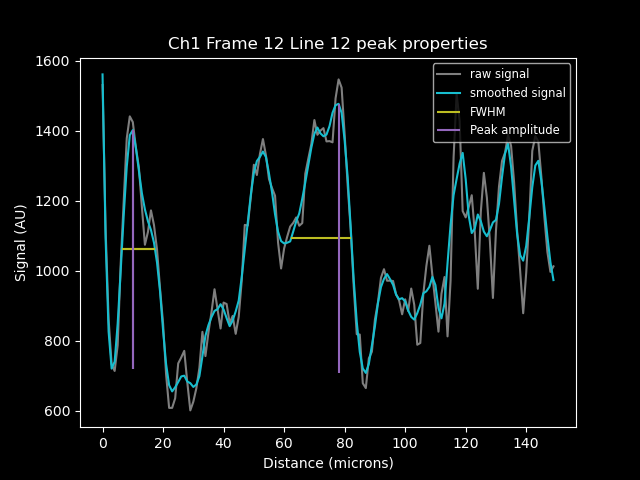 Ch1 Frame 12 Line 12 peak properties
raw signal
smoothed signal
FWHM
Peak amplitude
Signal (AU)
1600
1400
1200
1000
800
600
0 20 40 60 80 100 120 140
Distance (microns)